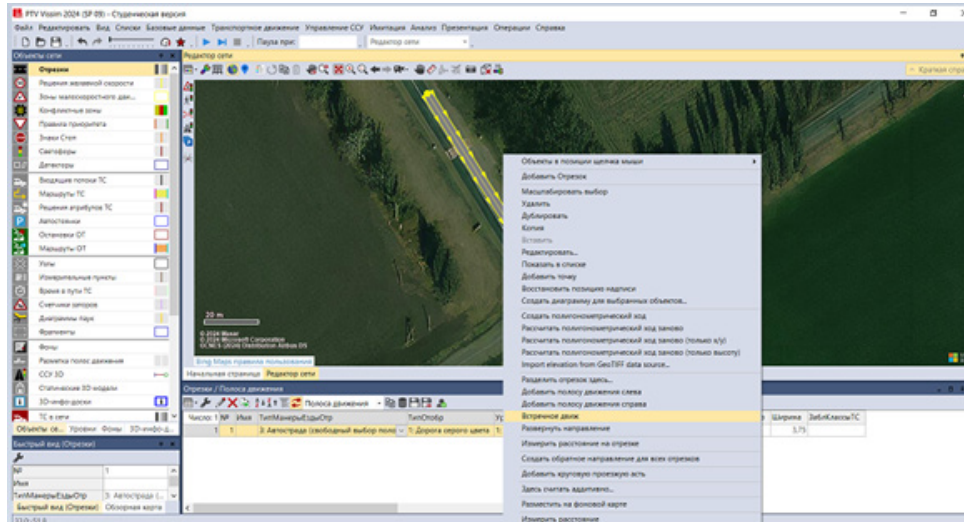 PTV Vissim 2024 (SP 09) - Студенческая версия
Файл Редактировать Вид Списки Базовые данные Транспортное движение Управление ССУ Имитация Анализ Презентация Операции Справка
Пауза при: Редактор сети
Объекты сети
Редактор сети
Краткая спра
Отрезки
Решения желаемой скорости
Зоны малоскоростного дви...
Конфликтные зоны
Правила приоритета
Знаки Стоп
Светофоры
Детекторы
Входящие потоки ТС
Маршруты ТС
Решения атрибутов ТС
Автостоянки
Остановки ОТ
Маршруты ОТ
Узлы
Измерительные пункты
Время в пути ТС
Счетчики заторов
Диаграммы паук
Фрагменты
Фоны
Разметка полос движения
ССУ 3D
Статические 3D-модели
3D-инфо-доски
ТС в сети
Объекты се... Уровни Фоны 3D-инфо-д...
Быстрый вид (Отрезки)
№ 1
Имя
ТипМанерыЕздыОтр 3: Автострада (...
Быстрый вид (Отрезки) Обзорная карта
20 m
© 2024 Microsoft Corporation
Bing Maps правила пользования
Начальная страница Редактор сети
Отрезки / Полоса движения
Полоса движения
Число: 1 № Имя ТипМанерыЕздыОтр ТипОтобр
Ширина ЗаблКлассыТС
1 1 3: Автострада (свободный выбор поло 1: Дорога серого цвета 1:
3,75
Объекты в позиции щелчка мыши
Добавить Отрезок
Масштабировать выбор
Удалить
Дублировать
Копия
Вставить
Редактировать...
Показать в списке
Добавить точку
Восстановить позицию надписи
Создать диаграмму для выбранных объектов...
Создать полигонометрический ход
Рассчитать полигонометрический ход заново
Рассчитать полигонометрический ход заново (только x/y)
Рассчитать полигонометрический ход заново (только высоту)
Import elevation from GeoTIFF data source...
Разделить отрезок здесь...
Добавить полосу движения слева
Добавить полосу движения справа
Встречное движ
Развернуть направление
Измерить расстояние на отрезке
Создать обратное направление для всех отрезков
Добавить круговую проезжую асть
Здесь считать аддитивно...
Разместить на фоновой карте
Измерить расстояние